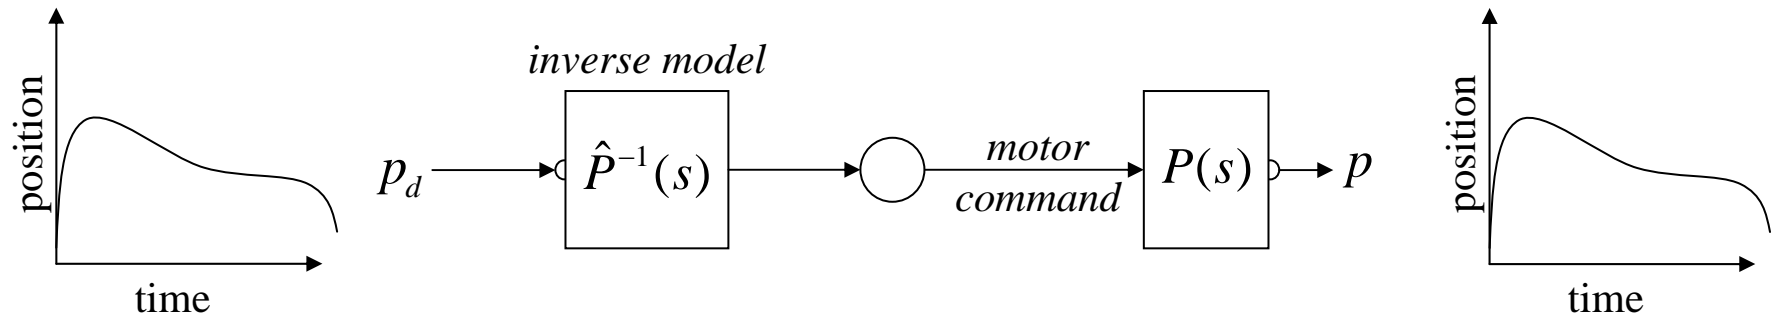 position
time
p_d
inverse model
P̂⁻¹(s)
motor
command
P(s)
p
position
time